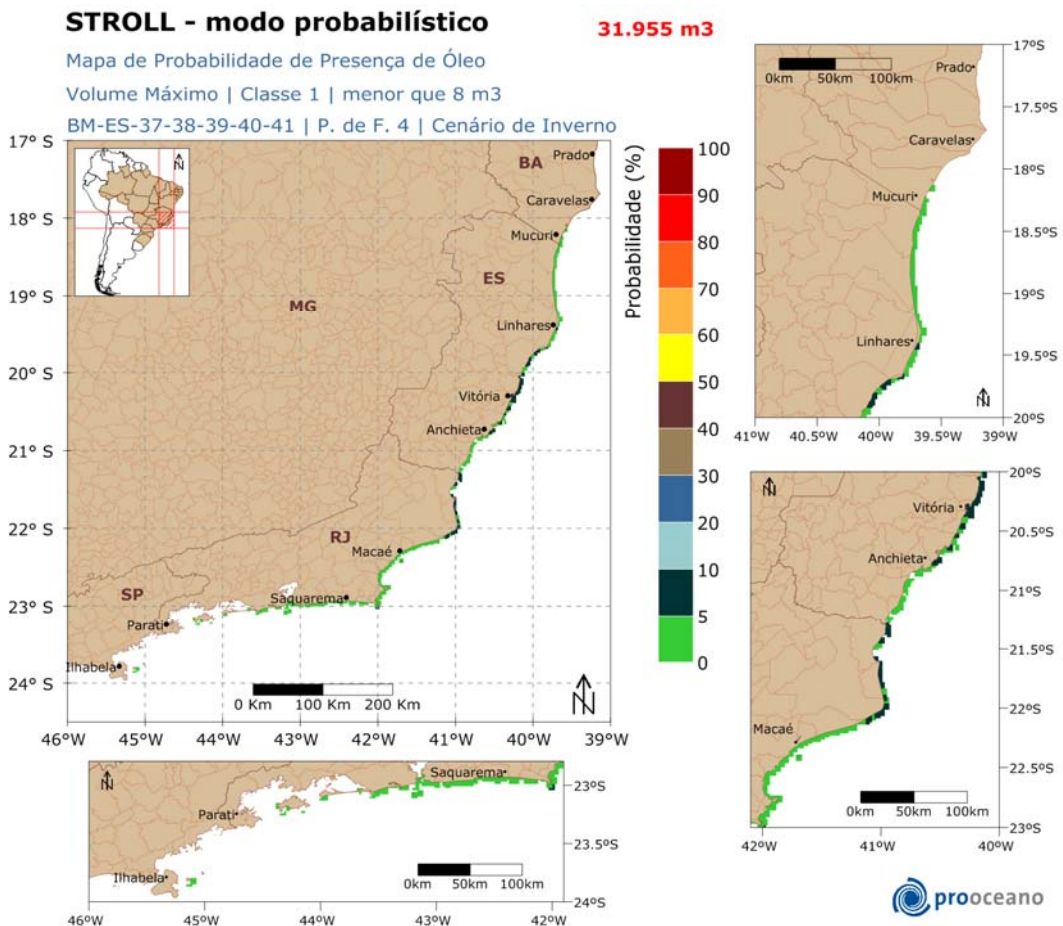 STROLL - modo probabilístico
31.955 m3
Mapa de Probabilidade de Presença de Óleo
Volume Máximo | Classe 1 | menor que 8 m3
BM-ES-37-38-39-40-41 | P. de F. 4 | Cenário de Inverno
17° S
18° S
19° S
20° S
21° S
22° S
23° S
24° S
N
BA
Prado
Caravelas
Mucuri
ES
MG
Linhares
Vitória
Anchieta
RJ
Macaé
SP
Saquarema
Parati
Ilhabela
0 Km 100 Km 200 Km
N
46°W 45°W 44°W 43°W 42°W 41°W 40°W 39°W
Probabilidade (%)
100
90
80
70
60
50
40
30
20
10
5
0
0km 50km 100km
Prado
Caravelas
Mucuri
Linhares
N
17°S
17.5°S
18°S
18.5°S
19°S
19.5°S
20°S
41°W 40.50°W 40°W 39.50°W 39°W
N
Vitória
Anchieta
Macaé
0km 50km 100km
20°S
20.5°S
21°S
21.5°S
22°S
22.5°S
23°S
42°W 41°W 40°W
N
Saquarema
Parati
Ilhabela
0km 50km 100km
23°S
23.5°S
24°S
46°W 45°W 44°W 43°W 42°W
prooceano